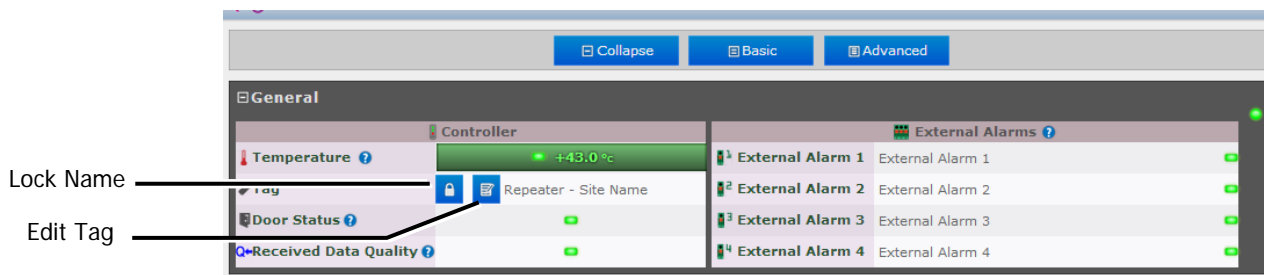 Collapse Basic Advanced
General
Controller External Alarms
Temperature +43.0 °c External Alarm 1 External Alarm 1
Lock Name
Tag Repeater - Site Name External Alarm 2 External Alarm 2
Edit Tag
Door Status External Alarm 3 External Alarm 3
Received Data Quality External Alarm 4 External Alarm 4